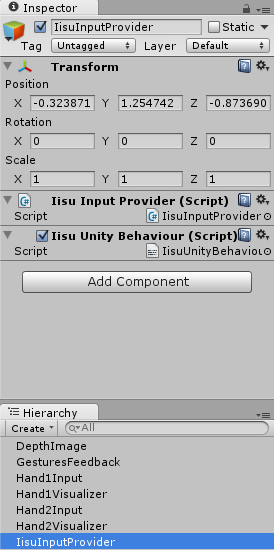 Inspector
IisuInputProvider Static
Tag Untagged Layer Default
Transform
Position
X -0.323871 Y 1.254742 Z -0.873690
Rotation
X 0 Y 0 Z 0
Scale
X 1 Y 1 Z 1
Iisu Input Provider (Script)
Script IisuInputProvider
Iisu Unity Behaviour (Script)
Script IisuUnityBehaviou
Add Component
Hierarchy
Create All
DepthImage
GesturesFeedback
Hand1Input
Hand1Visualizer
Hand2Input
Hand2Visualizer
IisuInputProvider